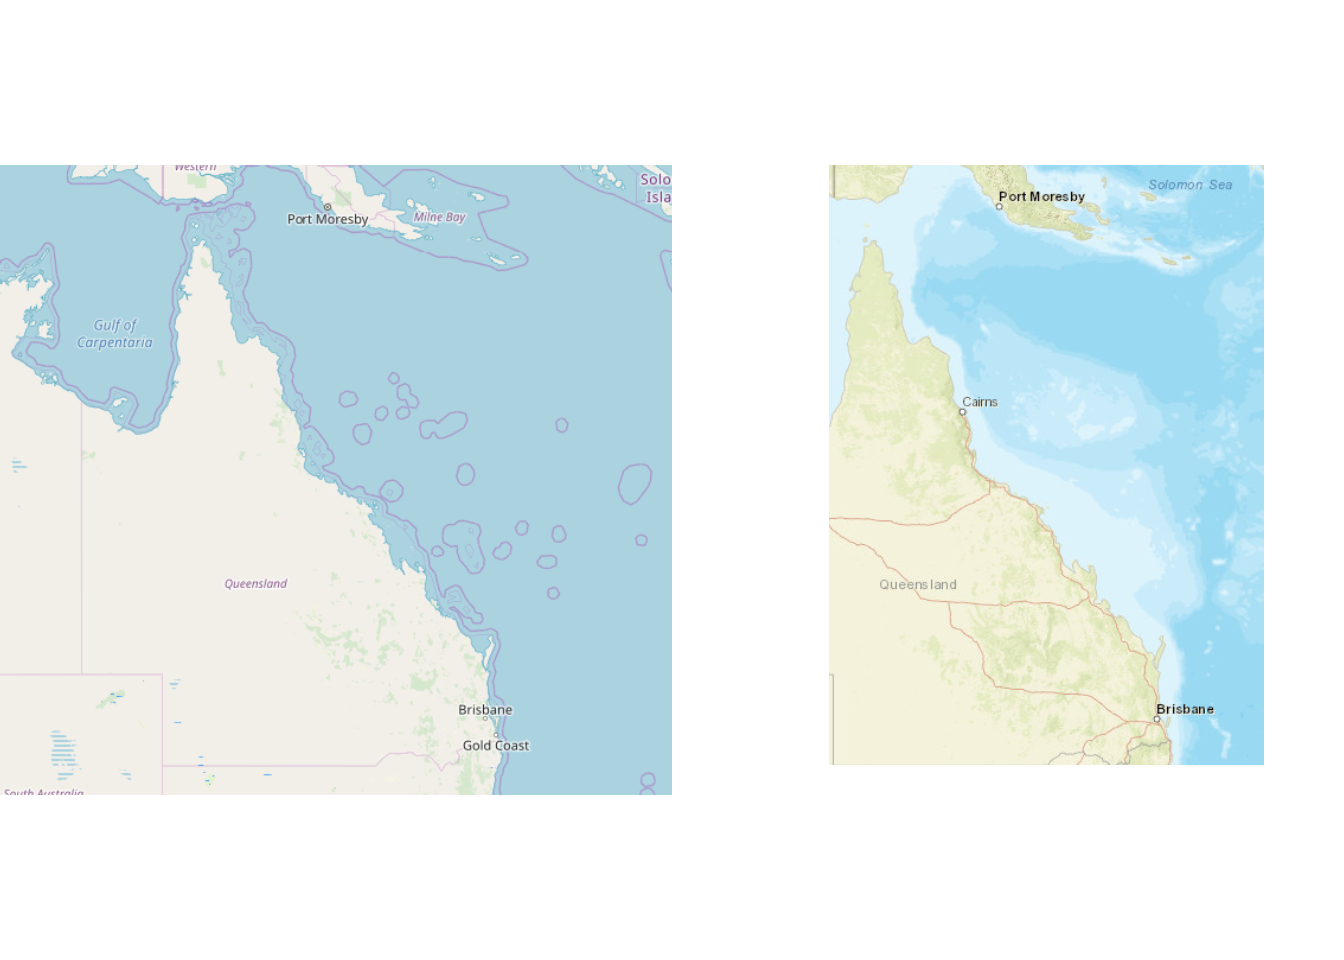 Western
Solo
Isla
Port Moresby
Milne Bay
Gulf of
Carpentaria
Queensland
Brisbane
Gold Coast
South Australia
Solomon Sea
Port Moresby
Cairns
Queensland
Brisbane